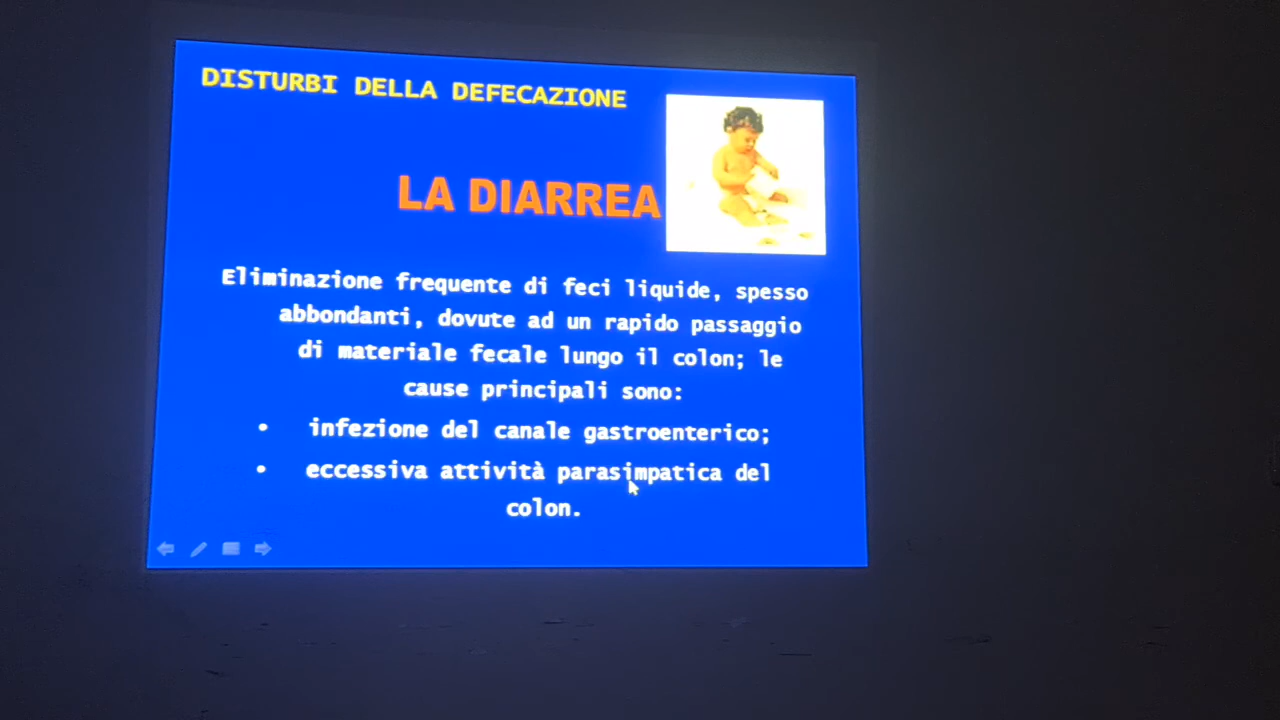 DISTURBI DELLA DEFECAZIONE
LA DIARREA
Eliminazione frequente di feci liquide, spesso
abbondanti, dovute ad un rapido passaggio
di materiale fecale lungo il colon; le
cause principali sono:
• infezione del canale gastroenterico;
• eccessiva attività parasimpatica del
colon.